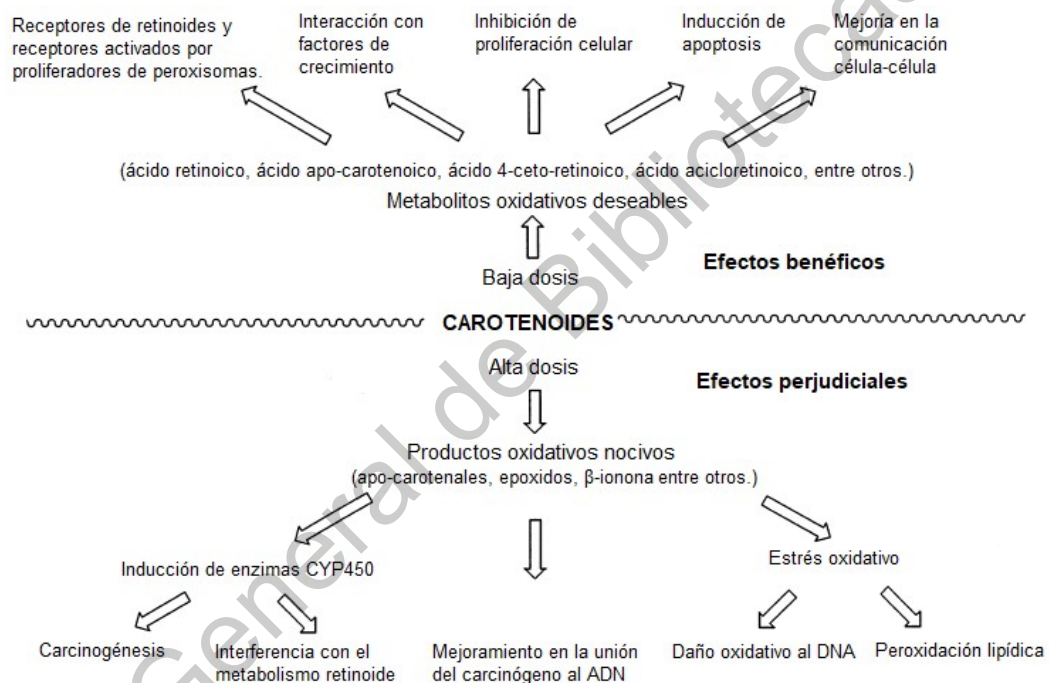 Receptores de retinoides y
receptores activados por
proliferadores de peroxisomas.
Interacción con
factores de
crecimiento
Inhibición de
proliferación celular
Inducción de
apoptosis
Mejoría en la
comunicación
célula-célula
(ácido retinoico, ácido apo-carotenoico, ácido 4-ceto-retinoico, ácido acicloretinoico, entre otros.)
Metabolitos oxidativos deseables
Baja dosis
Efectos benéficos
CAROTENOIDES
Alta dosis
Efectos perjudiciales
Productos oxidativos nocivos
(apo-carotenales, epoxidos, β-ionona entre otros.)
Inducción de enzimas CYP450
Estrés oxidativo
Carcinogénesis
Interferencia con el
metabolismo retinoide
Mejoramiento en la unión
del carcinógeno al ADN
Daño oxidativo al DNA
Peroxidación lipídica
General de Bibliotecas